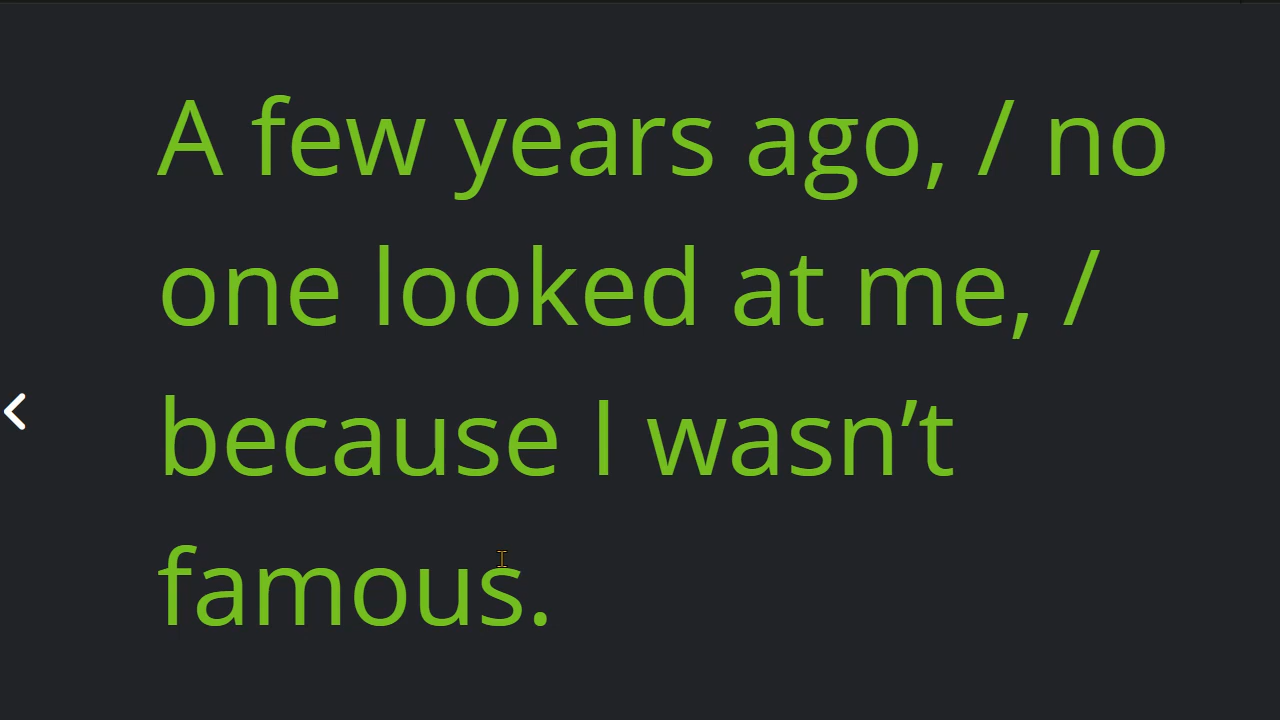 A few years ago, / no
one looked at me, /
because I wasn’t
famous.